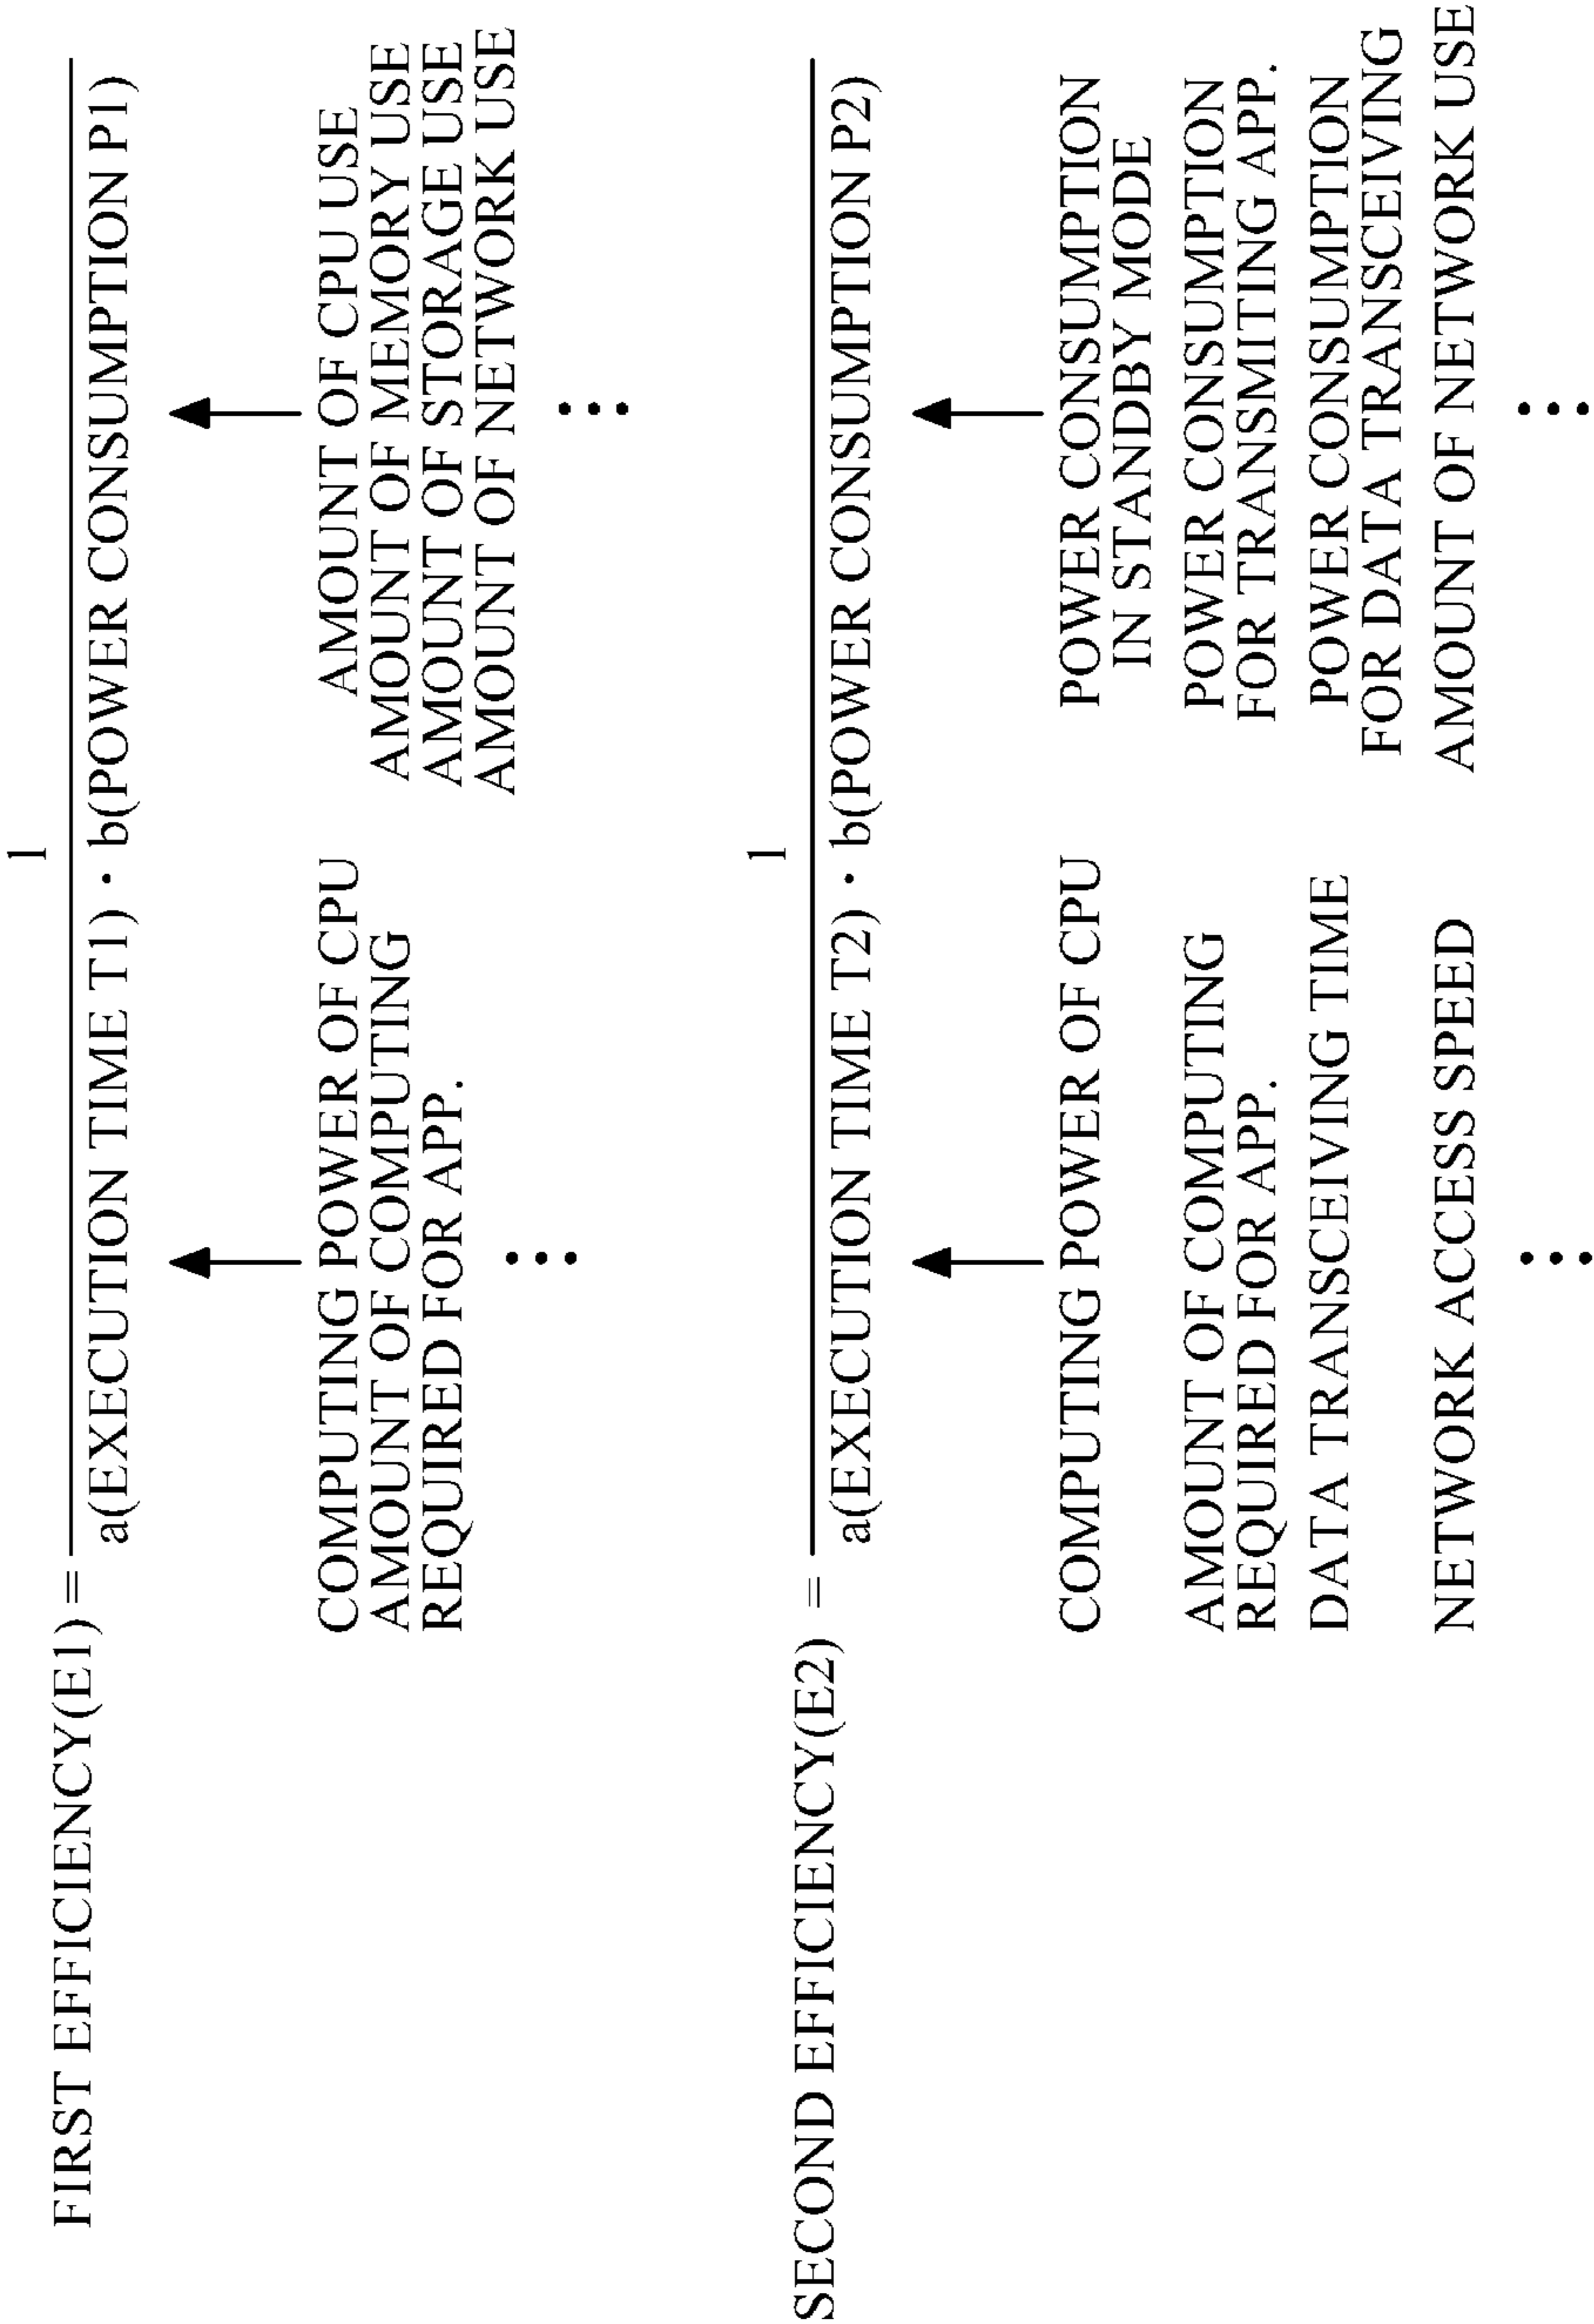 1
FIRST EFFICIENCY(E1) =
a(EXECUTION TIME T1) · b(POWER CONSUMPTION P1)
COMPUTING POWER OF CPU
AMOUNT OF COMPUTING
REQUIRED FOR APP.
⋮
AMOUNT OF CPU USE
AMOUNT OF MEMORY USE
AMOUNT OF STORAGE USE
AMOUNT OF NETWORK USE
⋮
1
SECOND EFFICIENCY(E2) =
a(EXECUTION TIME T2) · b(POWER CONSUMPTION P2)
COMPUTING POWER OF CPU
AMOUNT OF COMPUTING
REQUIRED FOR APP.
DATA TRANSCEIVING TIME
NETWORK ACCESS SPEED
⋮
POWER CONSUMPTION
IN STANDBY MODE
POWER CONSUMPTION
FOR TRANSMITING APP.
POWER CONSUMPTION
FOR DATA TRANSCEIVING
AMOUNT OF NETWORK USE
⋮